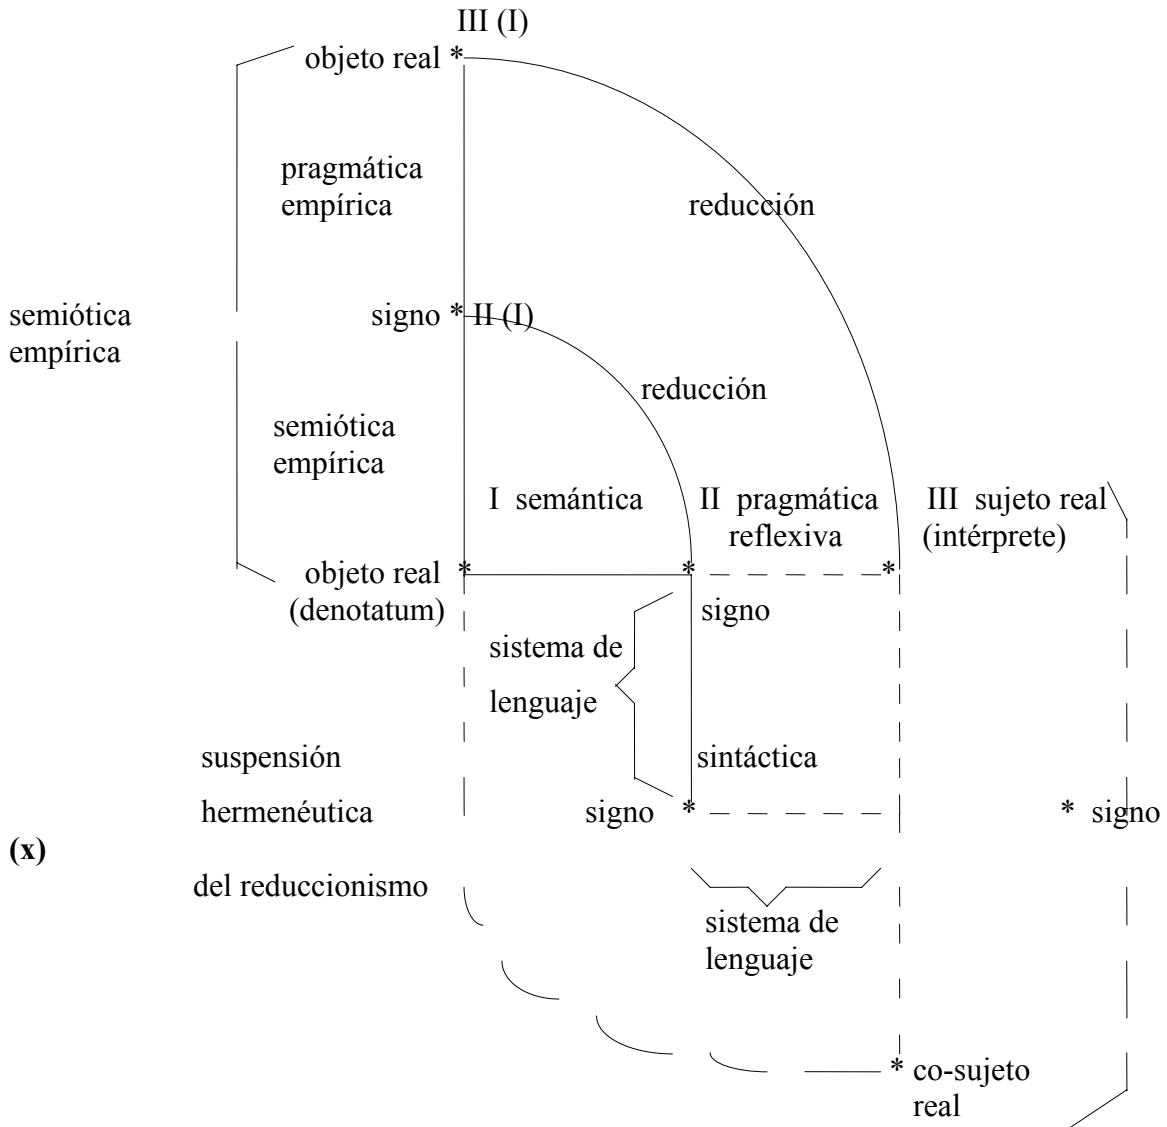 III (I)
objeto real *
pragmática
empírica
reducción
semiótica
empírica
signo * II (I)
reducción
semiótica
empírica
I semántica
II pragmática
reflexiva
III sujeto real
(intérprete)
objeto real *
(denotatum)
* *
signo
sistema de
lenguaje
suspensión
sintáctica
hermenéutica
signo *
* signo
(x)
del reduccionismo
sistema de
lenguaje
* co-sujeto
real